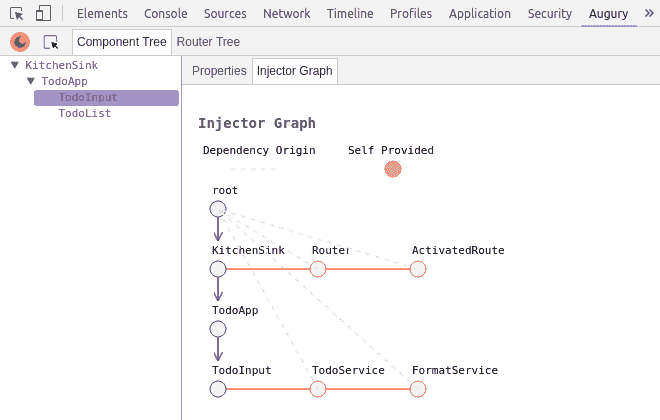 Elements Console Sources Network Timeline Profiles Application Security Augury »
Component Tree Router Tree
KitchenSink
TodoApp
TodoInput
TodoList
Properties Injector Graph
Injector Graph
Dependency Origin Self Provided
root
KitchenSink Router ActivatedRoute
TodoApp
TodoInput TodoService FormatService